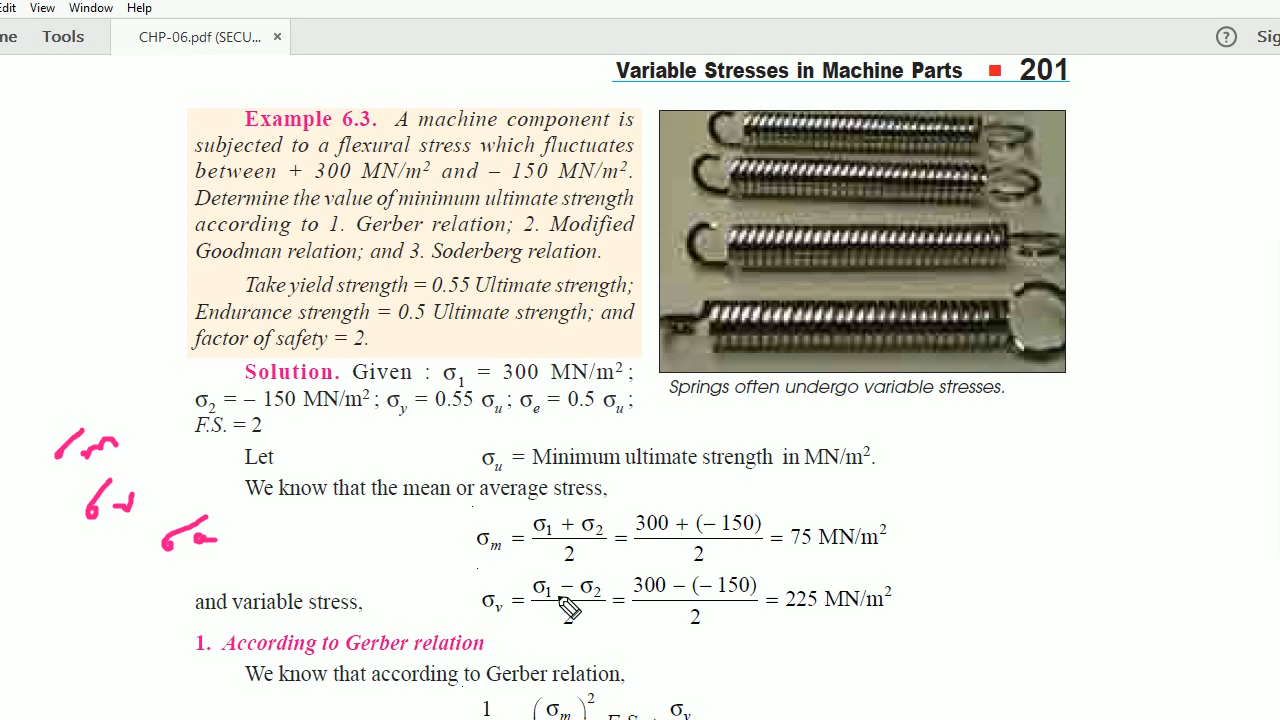 Edit View Window Help
me Tools CHP-06.pdf (SECU... × ? Sig
Variable Stresses in Machine Parts ■ 201
Example 6.3. A machine component is
subjected to a flexural stress which fluctuates
between + 300 MN/m² and – 150 MN/m².
Determine the value of minimum ultimate strength
according to 1. Gerber relation; 2. Modified
Goodman relation; and 3. Soderberg relation.
Take yield strength = 0.55 Ultimate strength;
Endurance strength = 0.5 Ultimate strength; and
factor of safety = 2.
Springs often undergo variable stresses.
Solution. Given : σ₁ = 300 MN/m² ;
σ₂ = – 150 MN/m² ; σy = 0.55 σu ; σe = 0.5 σu ;
F.S. = 2
Let σu = Minimum ultimate strength in MN/m².
We know that the mean or average stress,
σm = (σ₁ + σ₂)/2 = (300 + (– 150))/2 = 75 MN/m²
and variable stress, σv = (σ₁ – σ₂)/2 = (300 – (– 150))/2 = 225 MN/m²
1. According to Gerber relation
We know that according to Gerber relation,